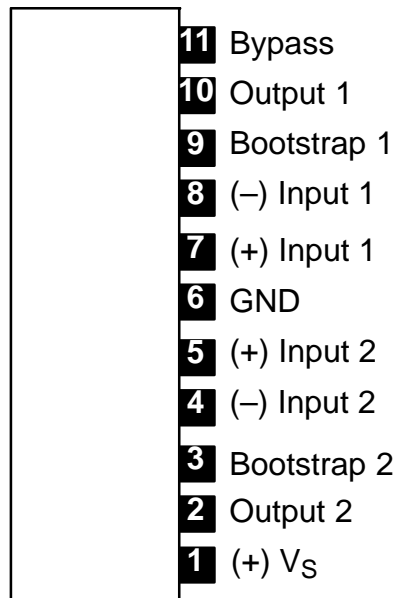 11 Bypass
10 Output 1
9 Bootstrap 1
8 (–) Input 1
7 (+) Input 1
6 GND
5 (+) Input 2
4 (–) Input 2
3 Bootstrap 2
2 Output 2
1 (+) VS